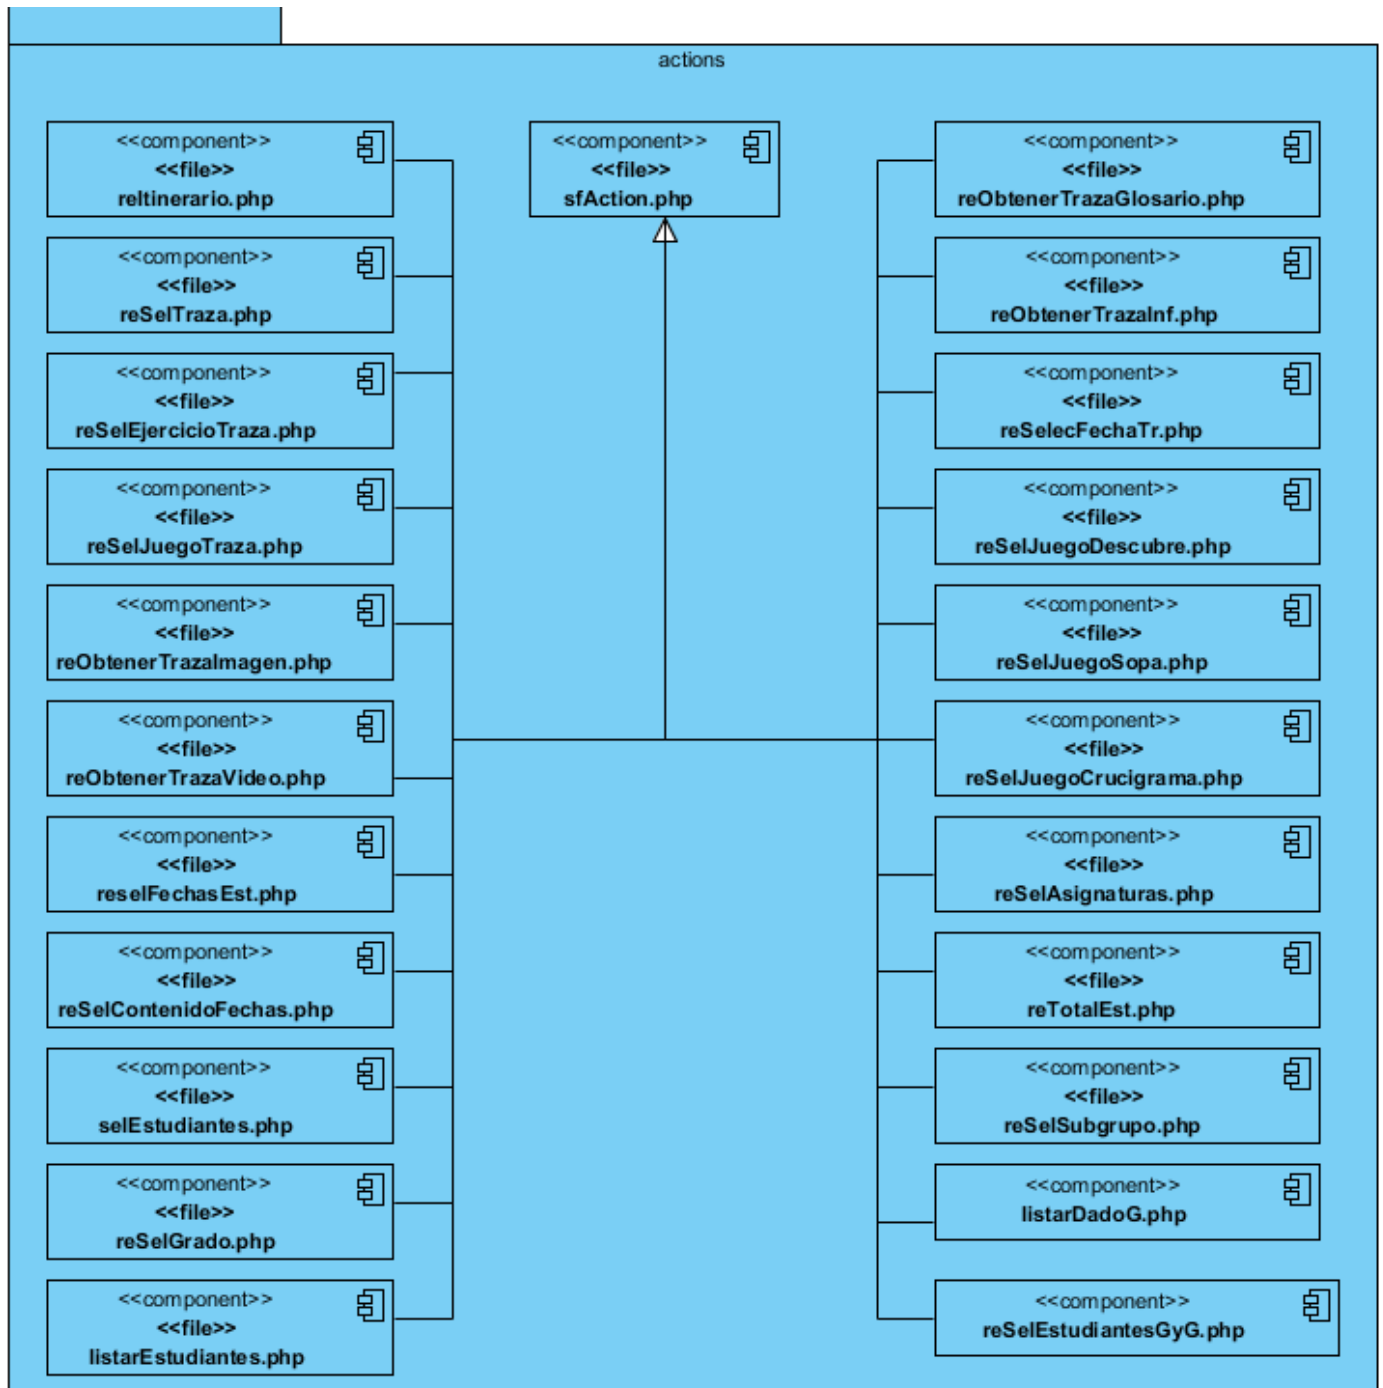 actions
<<component>>
<<file>>
reItinerario.php
<<component>>
<<file>>
reSelTraza.php
<<component>>
<<file>>
reSelEjercicioTraza.php
<<component>>
<<file>>
reSelJuegoTraza.php
<<component>>
<<file>>
reObtenerTrazaImagen.php
<<component>>
<<file>>
reObtenerTrazaVideo.php
<<component>>
<<file>>
reselFechasEst.php
<<component>>
<<file>>
reSelContenidoFechas.php
<<component>>
<<file>>
selEstudiantes.php
<<component>>
<<file>>
reSelGrado.php
<<component>>
<<file>>
listarEstudiantes.php
<<component>>
<<file>>
sfAction.php
<<component>>
<<file>>
reObtenerTrazaGlosario.php
<<component>>
<<file>>
reObtenerTrazaInf.php
<<component>>
<<file>>
reSelecFechaTr.php
<<component>>
<<file>>
reSelJuegoDescubre.php
<<component>>
<<file>>
reSelJuegoSopa.php
<<component>>
<<file>>
reSelJuegoCrucigrama.php
<<component>>
<<file>>
reSelAsignaturas.php
<<component>>
<<file>>
reTotalEst.php
<<component>>
<<file>>
reSelSubgrupo.php
<<component>>
listarDadoG.php
<<component>>
reSelEstudiantesGyG.php